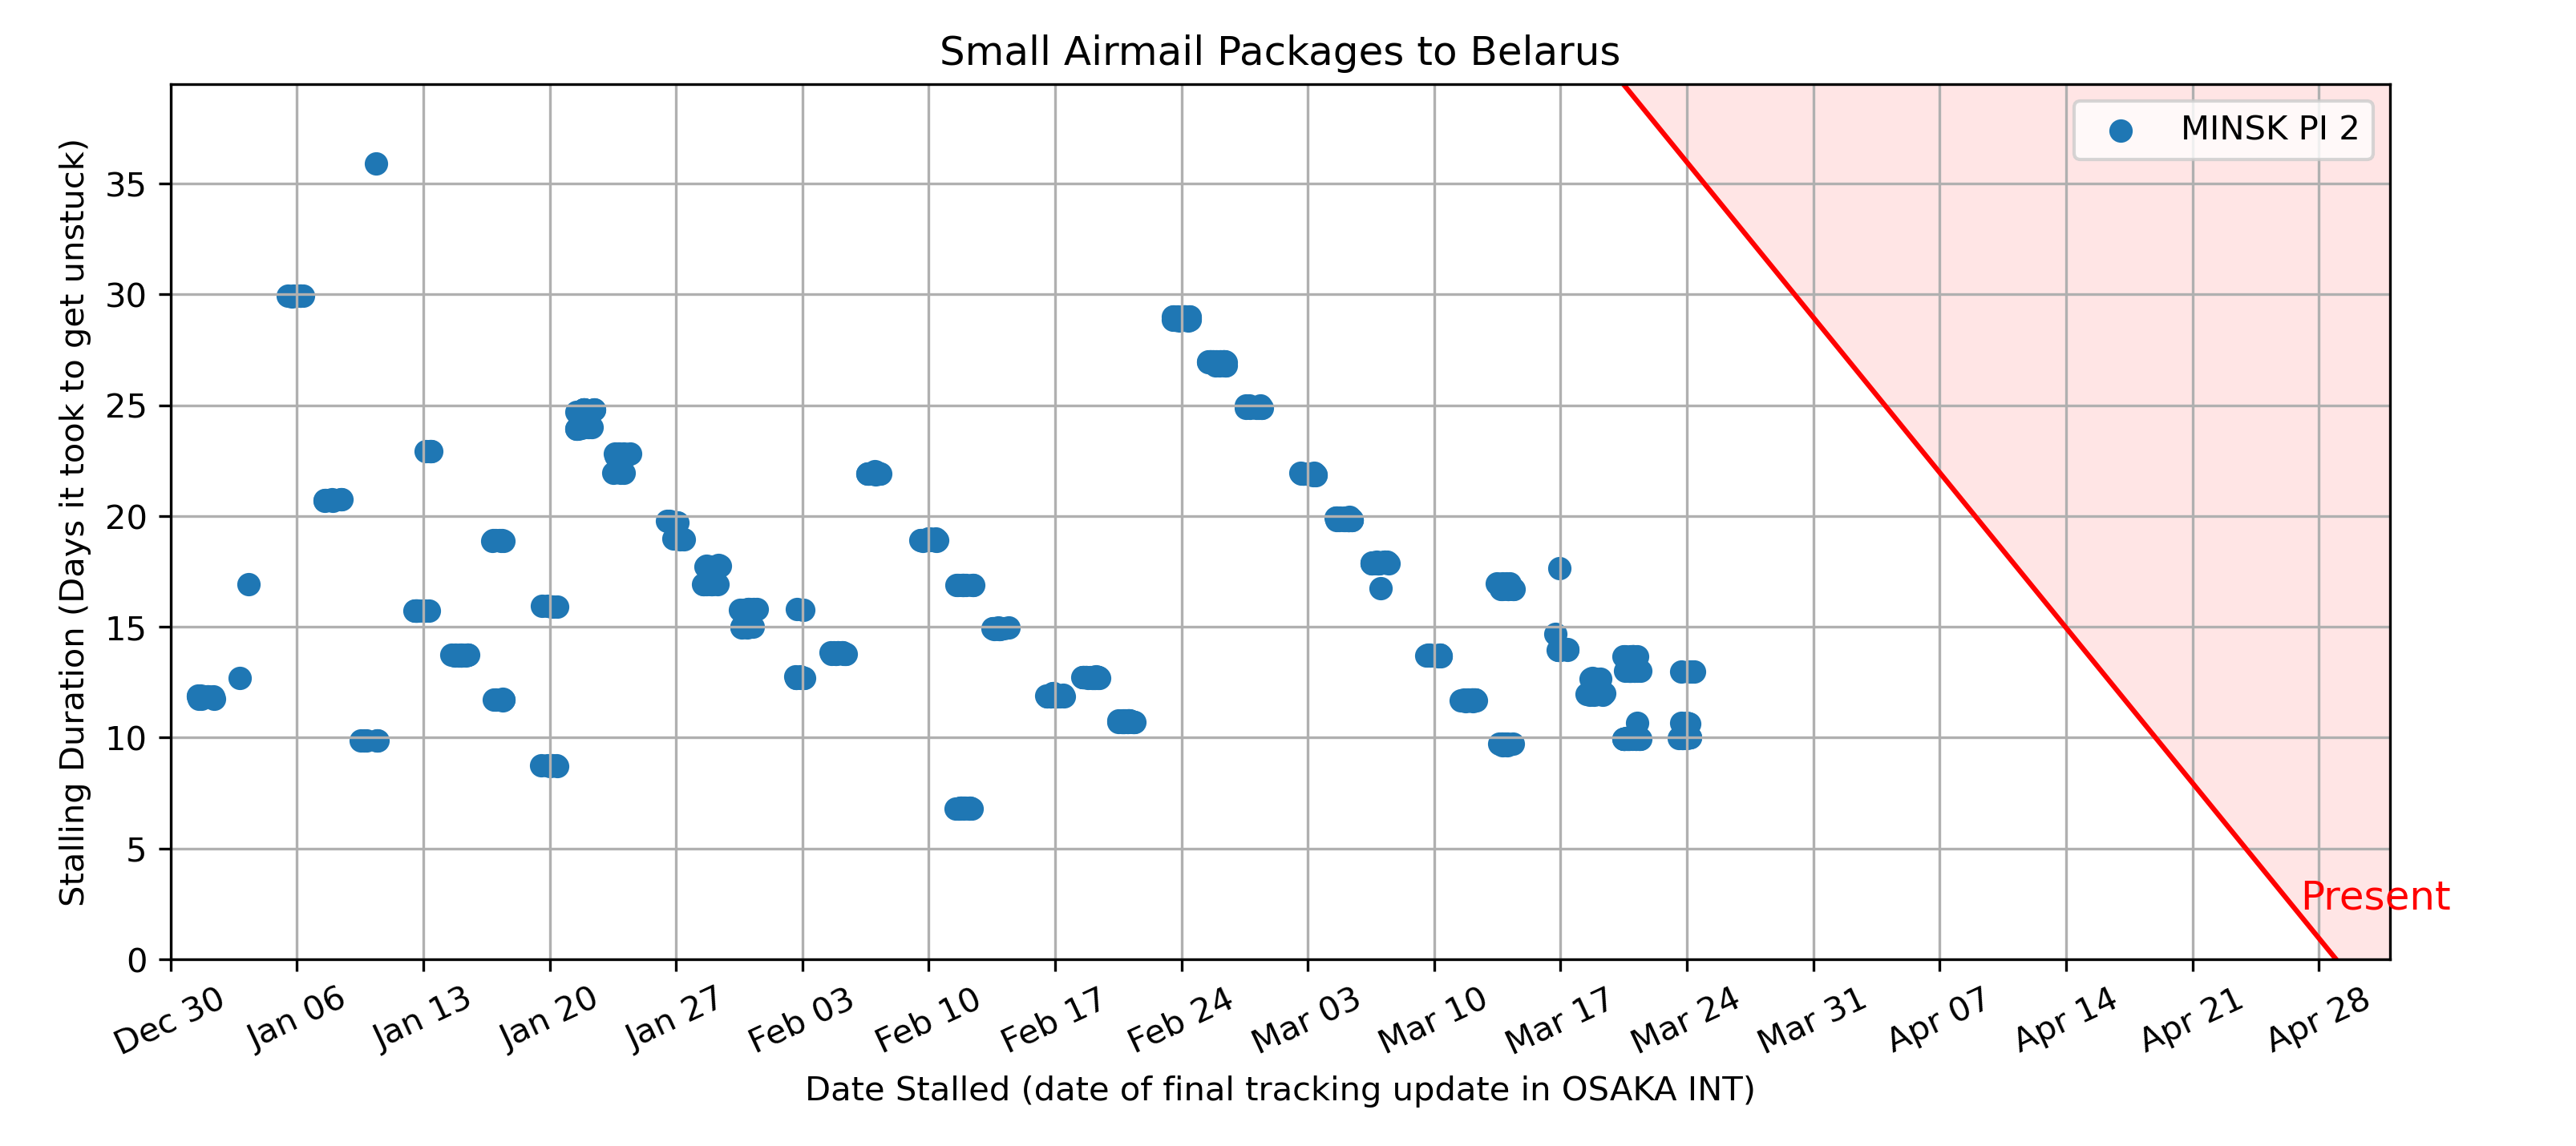 Small Airmail Packages to Belarus
MINSK PI 2
Stalling Duration (Days it took to get unstuck)
35
30
25
20
15
10
5
0
Present
Dec 30
Jan 06
Jan 13
Jan 20
Jan 27
Feb 03
Feb 10
Feb 17
Feb 24
Mar 03
Mar 10
Mar 17
Mar 24
Mar 31
Apr 07
Apr 14
Apr 21
Apr 28
Date Stalled (date of final tracking update in OSAKA INT)